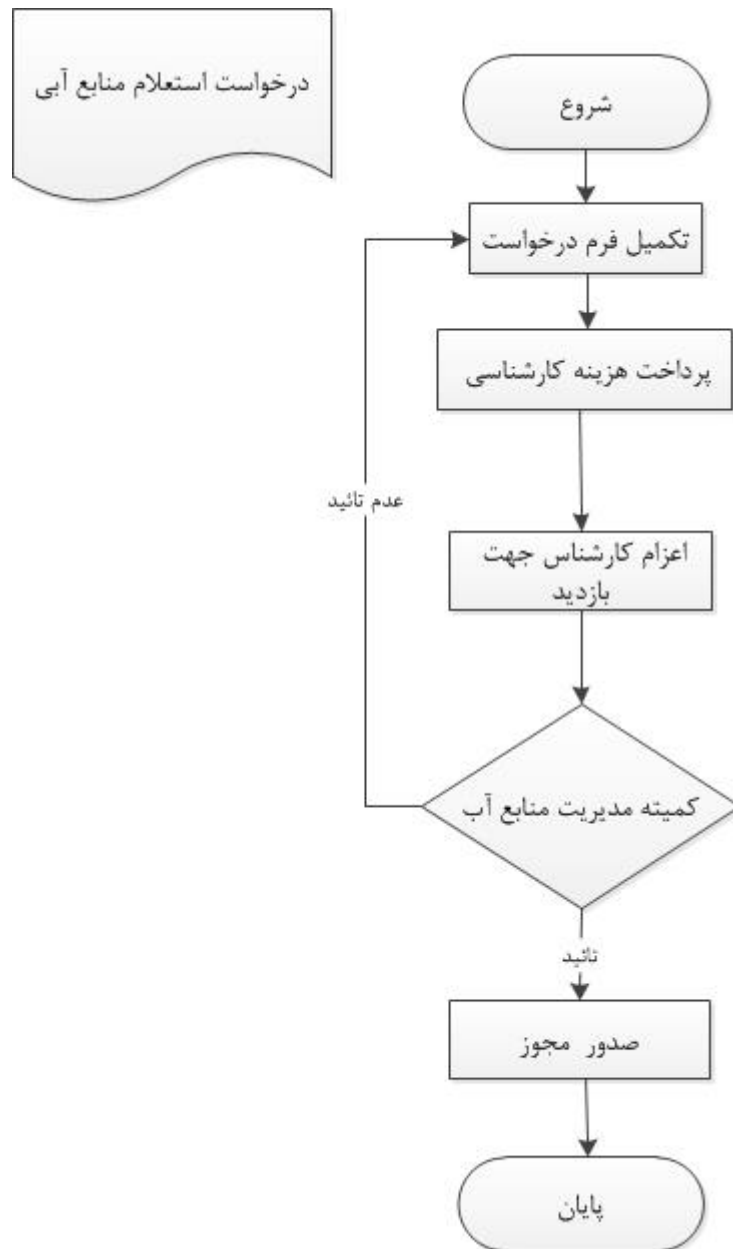 درخواست استعلام منابع آبی
شروع
تکمیل فرم درخواست
پرداخت هزینه کارشناسی
عدم تائید
اعزام کارشناس جهت
بازدید
کمیته مدیریت منابع آب
تائید
صدور مجوز
پایان